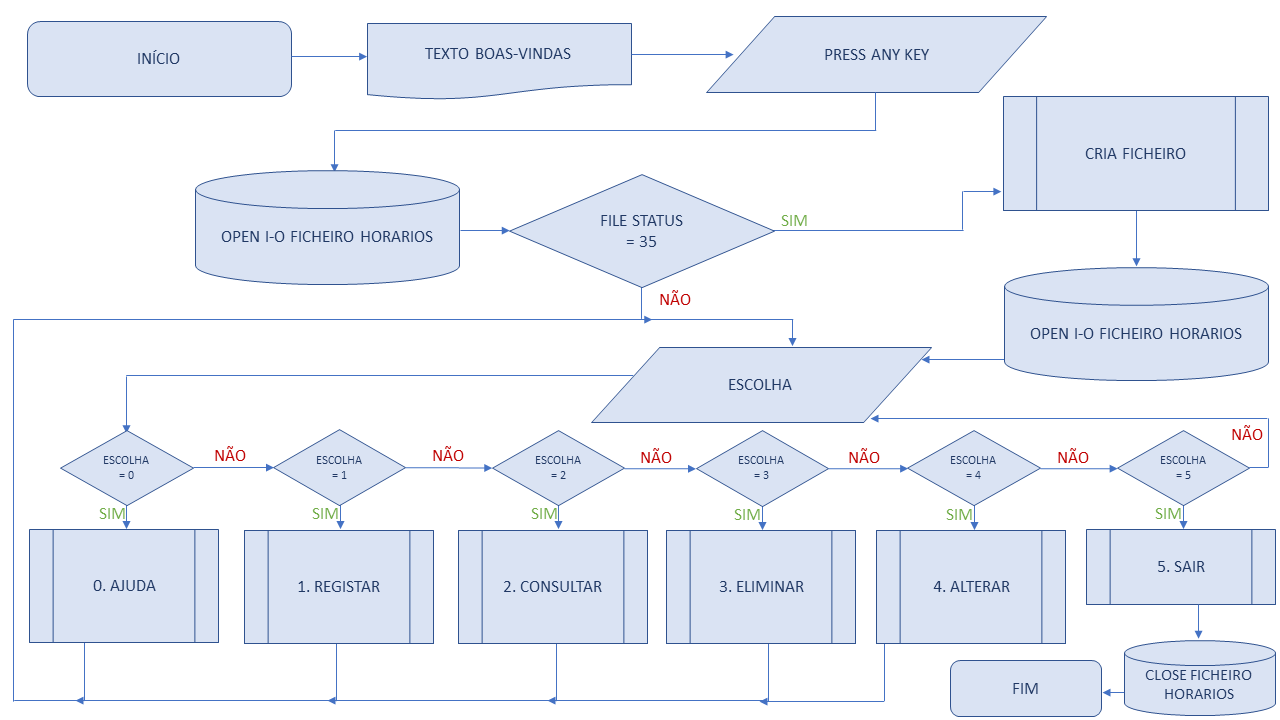 INÍCIO
TEXTO BOAS-VINDAS
PRESS ANY KEY
CRIA FICHEIRO
OPEN I-O FICHEIRO HORARIOS
FILE STATUS
= 35
SIM
NÃO
OPEN I-O FICHEIRO HORARIOS
ESCOLHA
ESCOLHA
= 0
NÃO
ESCOLHA
= 1
NÃO
ESCOLHA
= 2
NÃO
ESCOLHA
= 3
NÃO
ESCOLHA
= 4
NÃO
ESCOLHA
= 5
NÃO
SIM
SIM
SIM
SIM
SIM
SIM
0. AJUDA
1. REGISTAR
2. CONSULTAR
3. ELIMINAR
4. ALTERAR
5. SAIR
CLOSE FICHEIRO
HORARIOS
FIM